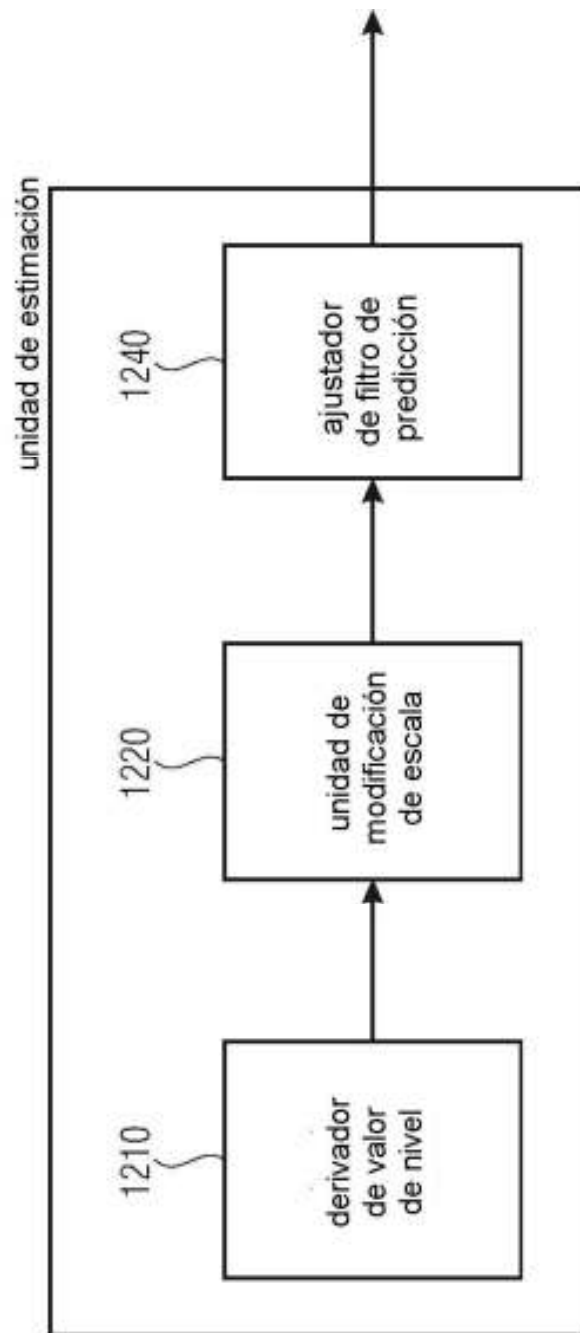 unidad de estimación
1210
derivador
de valor
de nivel
1220
unidad de
modificación
de escala
1240
ajustador
de filtro de
predicción